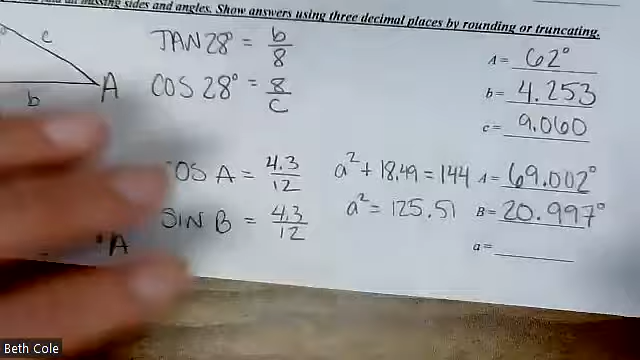 all missing sides and angles. Show answers using three decimal places by rounding or truncating.
c
b
A
TAN 28° = b/8
COS 28° = 8/C
A = 62°
b = 4.253
c = 9.060
COS A = 4.3/12
SIN B = 4.3/12
a² + 18.49 = 144
a² = 125.51
A = 69.002°
B = 20.997°
a =
A
Beth Cole